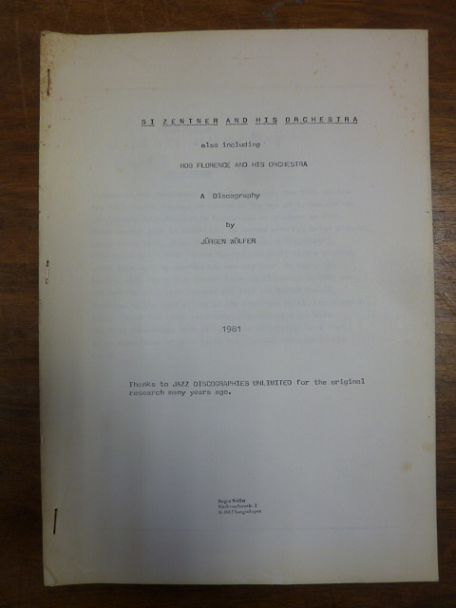 SI ZENTNER AND HIS ORCHESTRA
also including
BOB FLORENCE AND HIS ORCHESTRA
A Discography
by
JÜRGEN WÖLFER
1981
Thanks to JAZZ DISCOGRAPHIES UNLIMITED for the original
research many years ago.